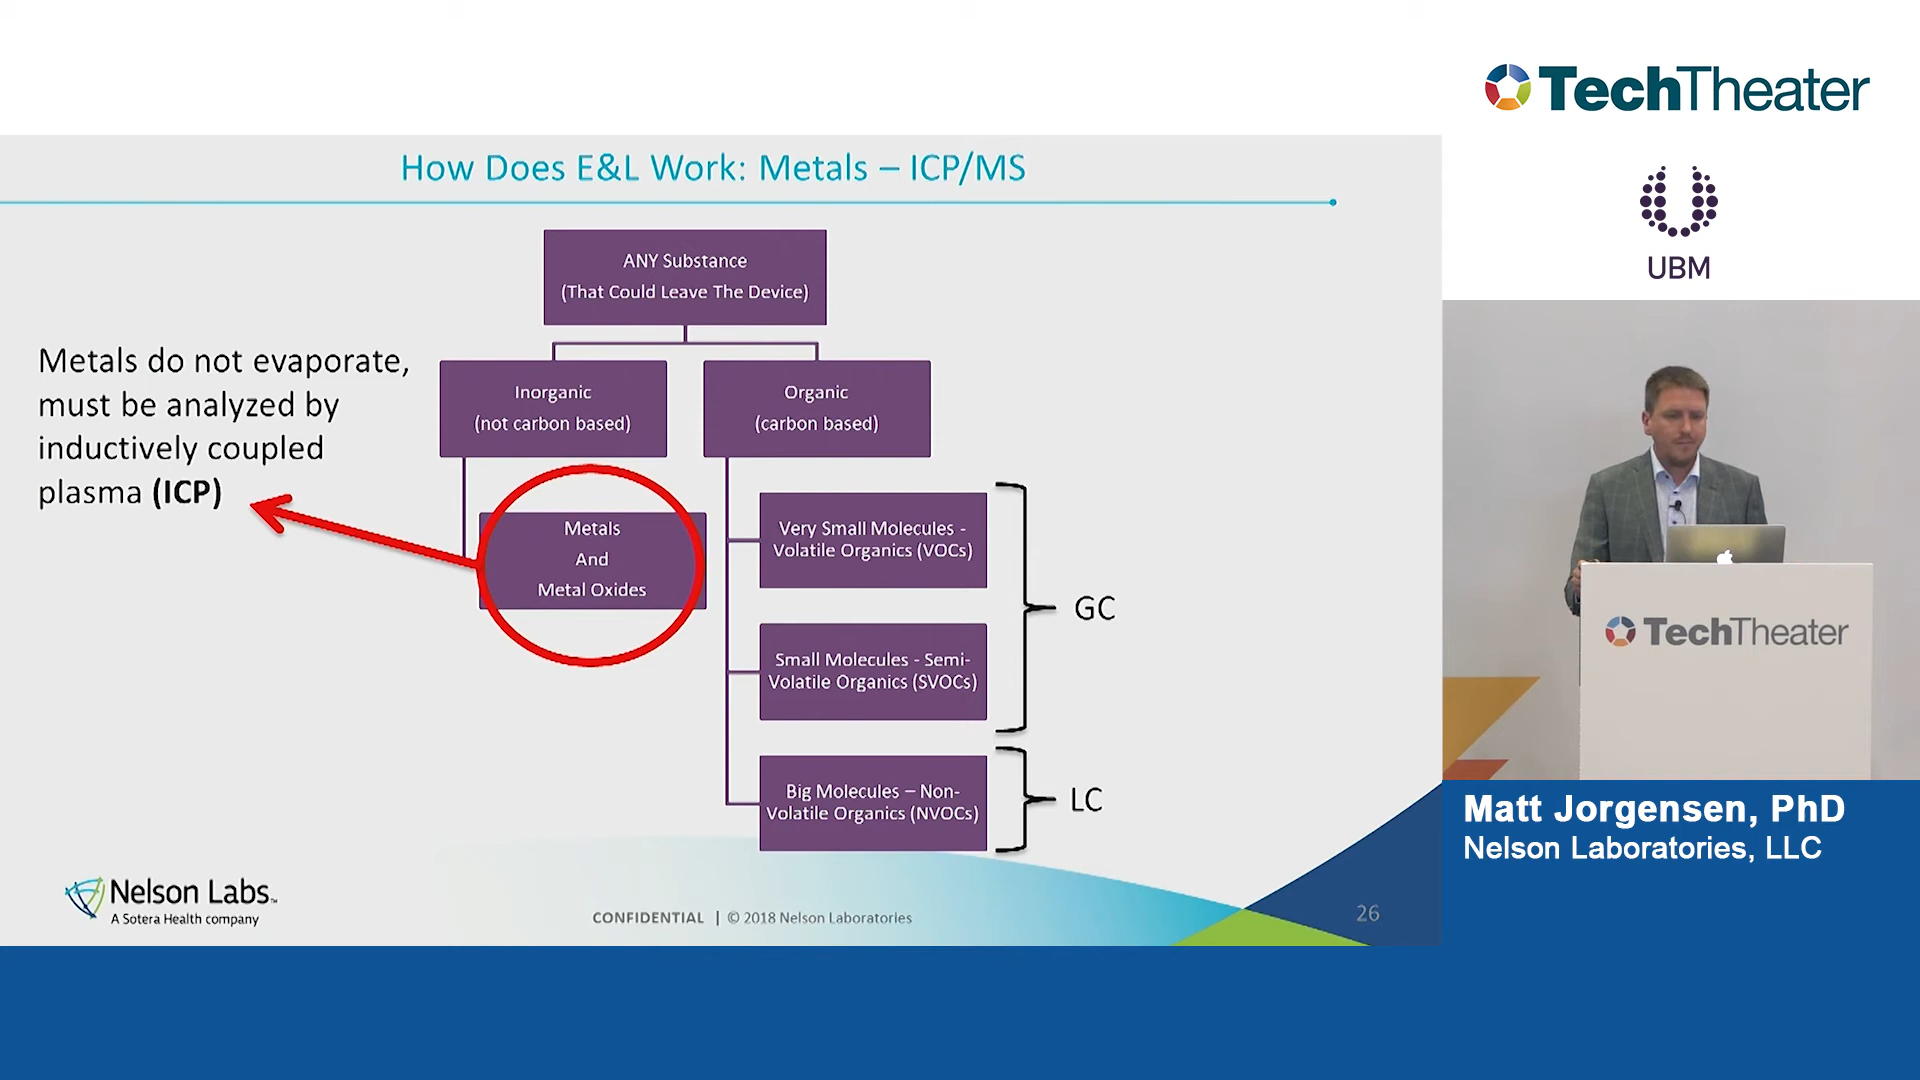 How Does E&L Work: Metals – ICP/MS
ANY Substance
(That Could Leave The Device)
Metals do not evaporate,
must be analyzed by
inductively coupled
plasma (ICP)
Inorganic
(not carbon based)
Organic
(carbon based)
Metals
And
Metal Oxides
Very Small Molecules -
Volatile Organics (VOCs)
Small Molecules - Semi-
Volatile Organics (SVOCs)
GC
Big Molecules – Non-
Volatile Organics (NVOCs)
LC
Nelson Labs™
A Sotera Health company
CONFIDENTIAL | © 2018 Nelson Laboratories
26
TechTheater
UBM
TechTheater
Matt Jorgensen, PhD
Nelson Laboratories, LLC